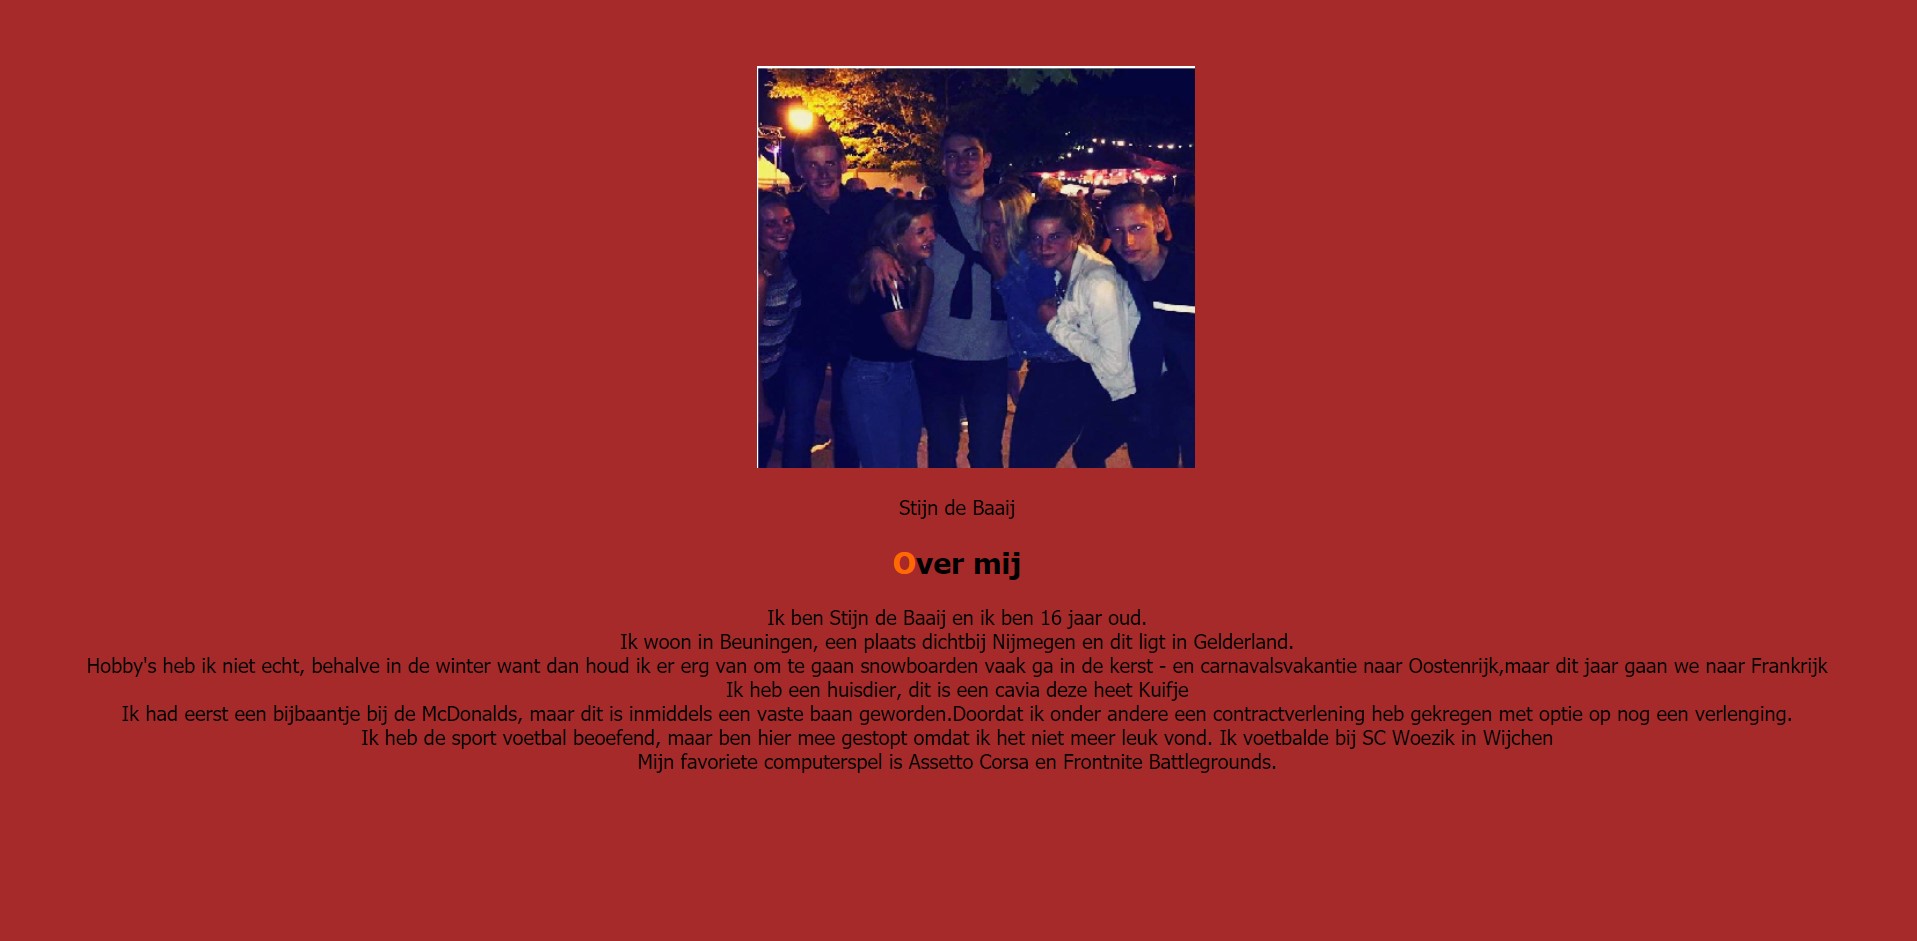 Stijn de Baaij
Over mij
Ik ben Stijn de Baaij en ik ben 16 jaar oud.
Ik woon in Beuningen, een plaats dichtbij Nijmegen en dit ligt in Gelderland.
Hobby's heb ik niet echt, behalve in de winter want dan houd ik er erg van om te gaan snowboarden vaak ga in de kerst - en carnavalsvakantie naar Oostenrijk,maar dit jaar gaan we naar Frankrijk
Ik heb een huisdier, dit is een cavia deze heet Kuifje
Ik had eerst een bijbaantje bij de McDonalds, maar dit is inmiddels een vaste baan geworden.Doordat ik onder andere een contractverlening heb gekregen met optie op nog een verlenging.
Ik heb de sport voetbal beoefend, maar ben hier mee gestopt omdat ik het niet meer leuk vond. Ik voetbalde bij SC Woezik in Wijchen
Mijn favoriete computerspel is Assetto Corsa en Frontnite Battlegrounds.